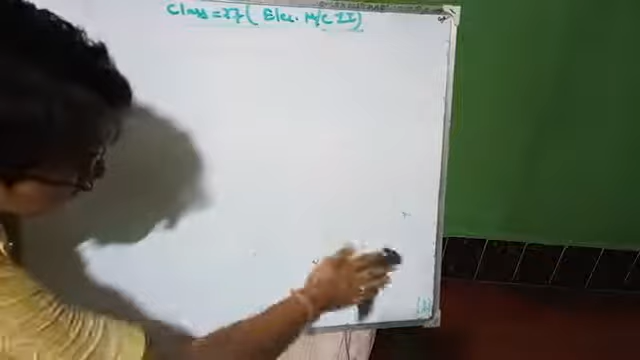 Class = 27 ( Elec. M/C II )